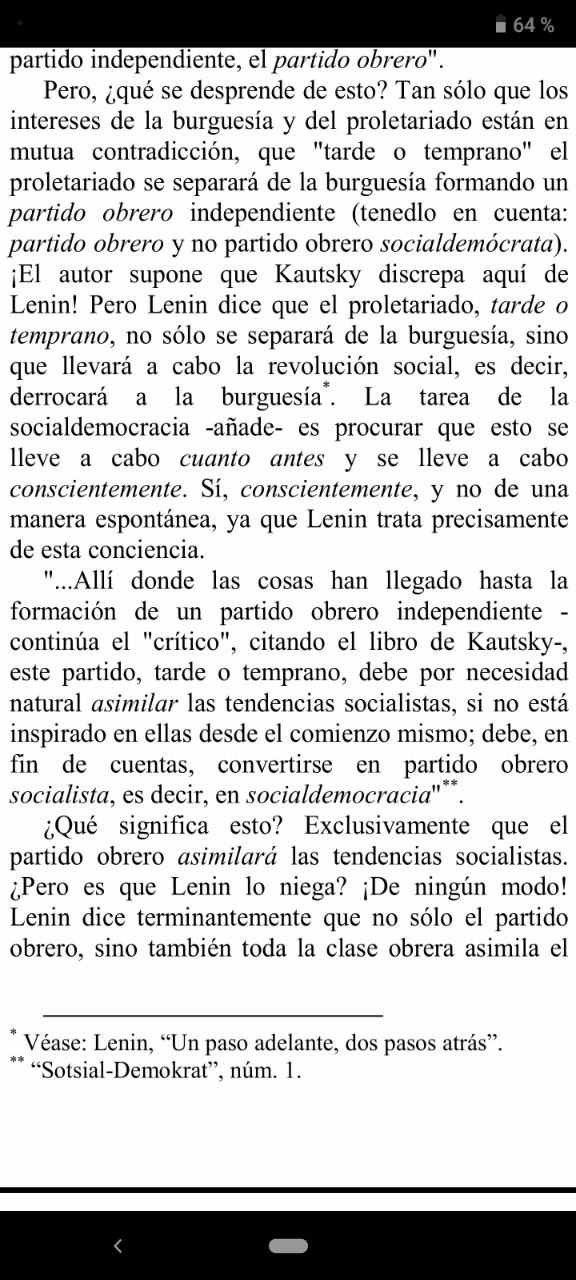 64 %
partido independiente, el partido obrero".
Pero, ¿qué se desprende de esto? Tan sólo que los
intereses de la burguesía y del proletariado están en
mutua contradicción, que "tarde o temprano" el
proletariado se separará de la burguesía formando un
partido obrero independiente (tenedlo en cuenta:
partido obrero y no partido obrero socialdemócrata).
¡El autor supone que Kautsky discrepa aquí de
Lenin! Pero Lenin dice que el proletariado, tarde o
temprano, no sólo se separará de la burguesía, sino
que llevará a cabo la revolución social, es decir,
derrocará a la burguesía*. La tarea de la
socialdemocracia -añade- es procurar que esto se
lleve a cabo cuanto antes y se lleve a cabo
conscientemente. Sí, conscientemente, y no de una
manera espontánea, ya que Lenin trata precisamente
de esta conciencia.
"...Allí donde las cosas han llegado hasta la
formación de un partido obrero independiente -
continúa el "crítico", citando el libro de Kautsky-,
este partido, tarde o temprano, debe por necesidad
natural asimilar las tendencias socialistas, si no está
inspirado en ellas desde el comienzo mismo; debe, en
fin de cuentas, convertirse en partido obrero
socialista, es decir, en socialdemocracia"**.
¿Qué significa esto? Exclusivamente que el
partido obrero asimilará las tendencias socialistas.
¿Pero es que Lenin lo niega? ¡De ningún modo!
Lenin dice terminantemente que no sólo el partido
obrero, sino también toda la clase obrera asimila el
* Véase: Lenin, “Un paso adelante, dos pasos atrás”.
** “Sotsial-Demokrat”, núm. 1.